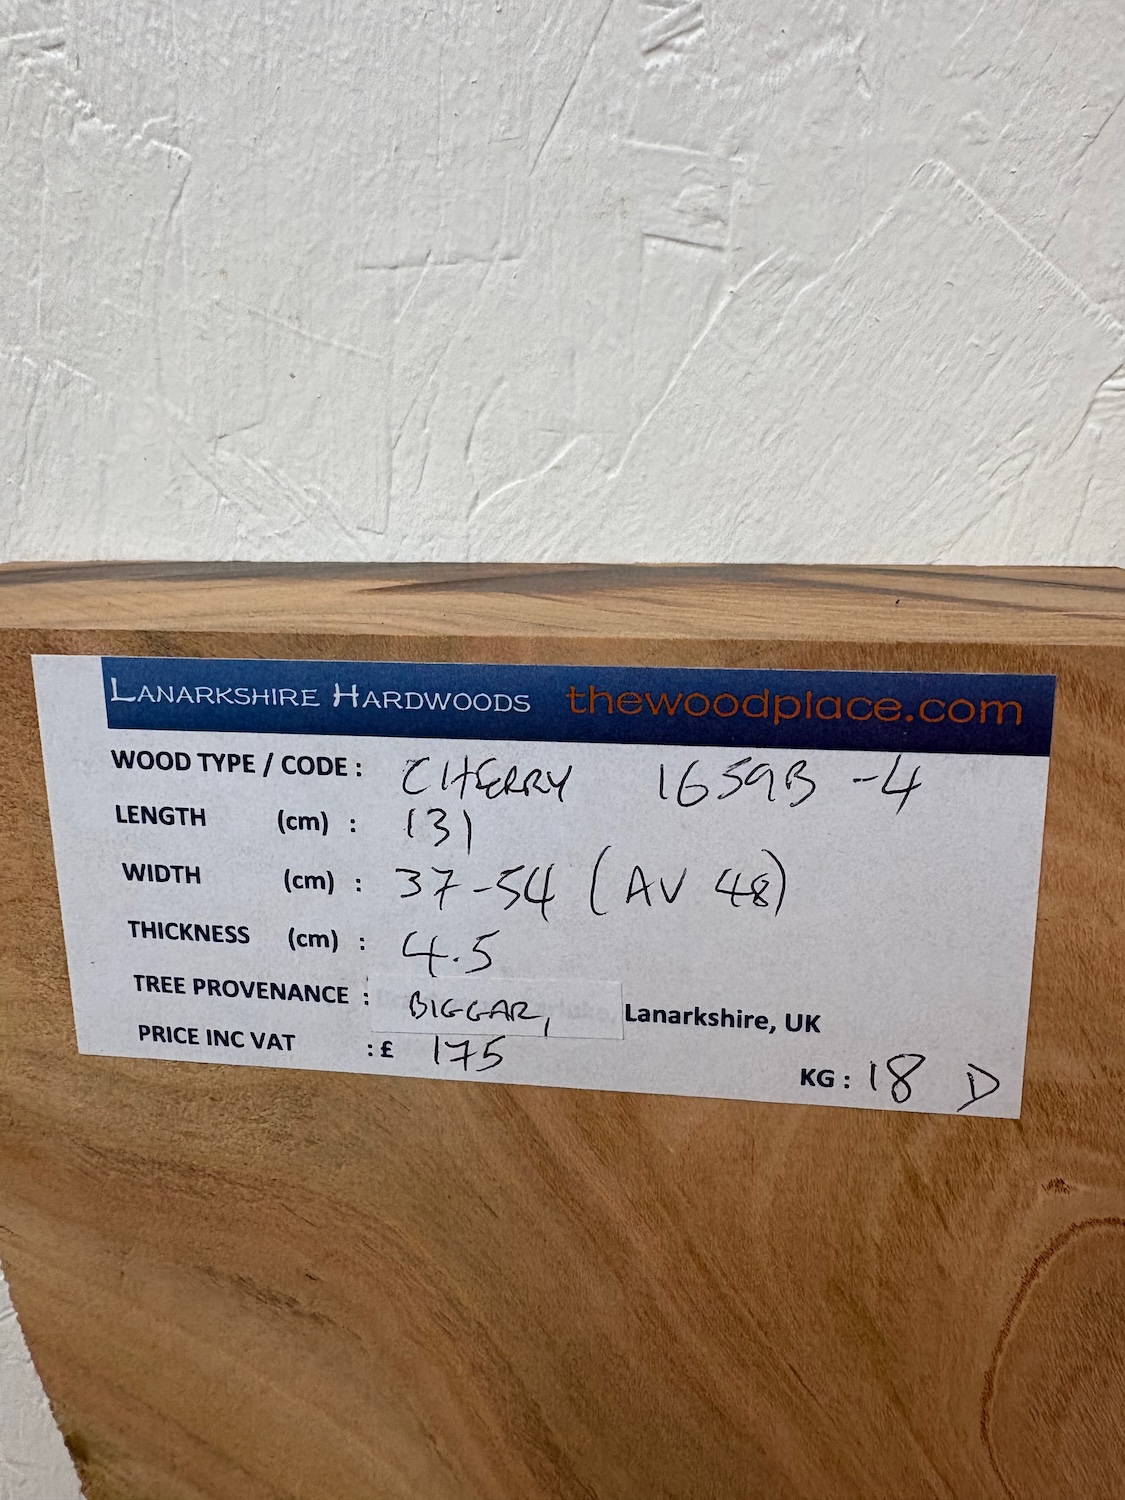 LANARKSHIRE HARDWOODS thewoodplace.com
WOOD TYPE / CODE : CHERRY 1659B -4
LENGTH (cm) : 131
WIDTH (cm) : 37-54 (AV 48)
THICKNESS (cm) : 4.5
TREE PROVENANCE : BIGGAR, Lanarkshire, UK
PRICE INC VAT : £ 175
KG : 18 D